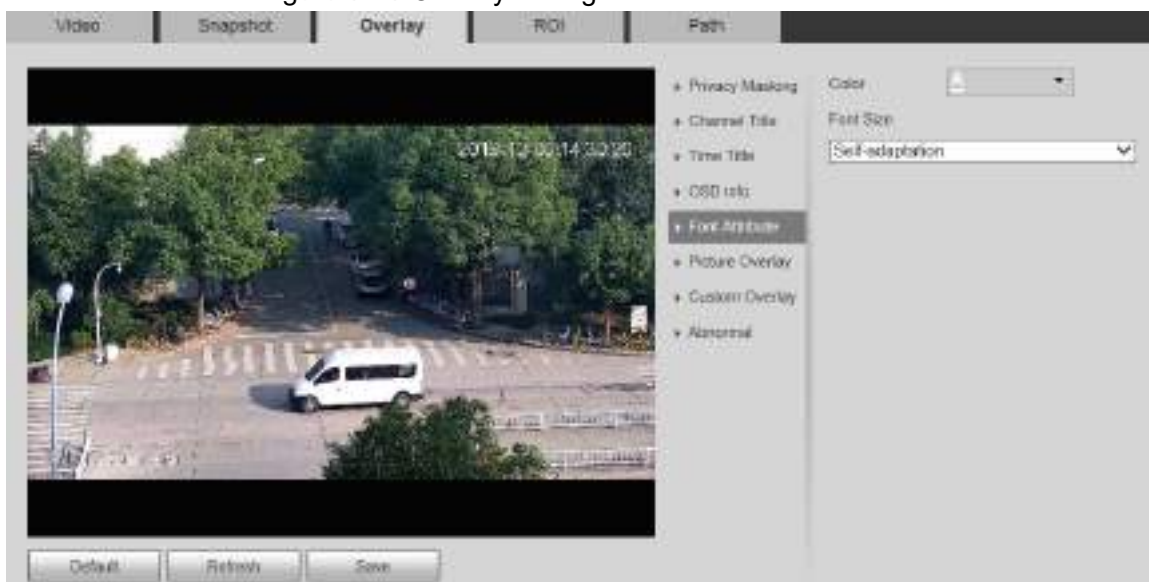 Video Snapshot Overlay ROI Path
Privacy Masking
Channel Title
Time Title
OSD Info
Font Attribute
Picture Overlay
Custom Overlay
Abnormal
Color
Font Size
Self-adaptation
Default Refresh Save